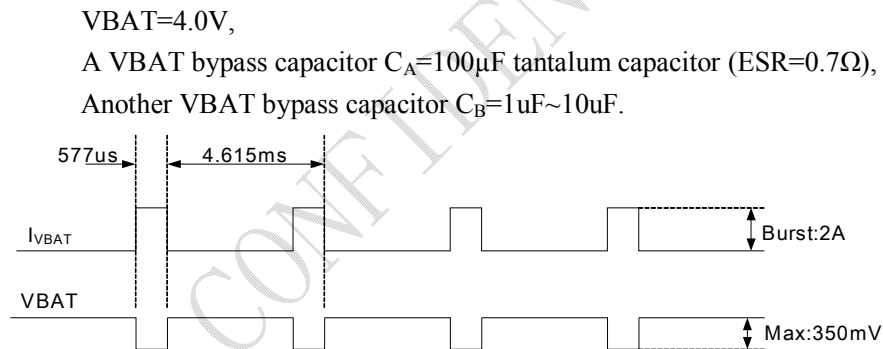 VBAT=4.0V,
A VBAT bypass capacitor CA=100μF tantalum capacitor (ESR=0.7Ω),
Another VBAT bypass capacitor CB=1uF~10uF.
577us 4.615ms
IVBAT Burst:2A
VBAT
Max:350mV
CONFIDEN